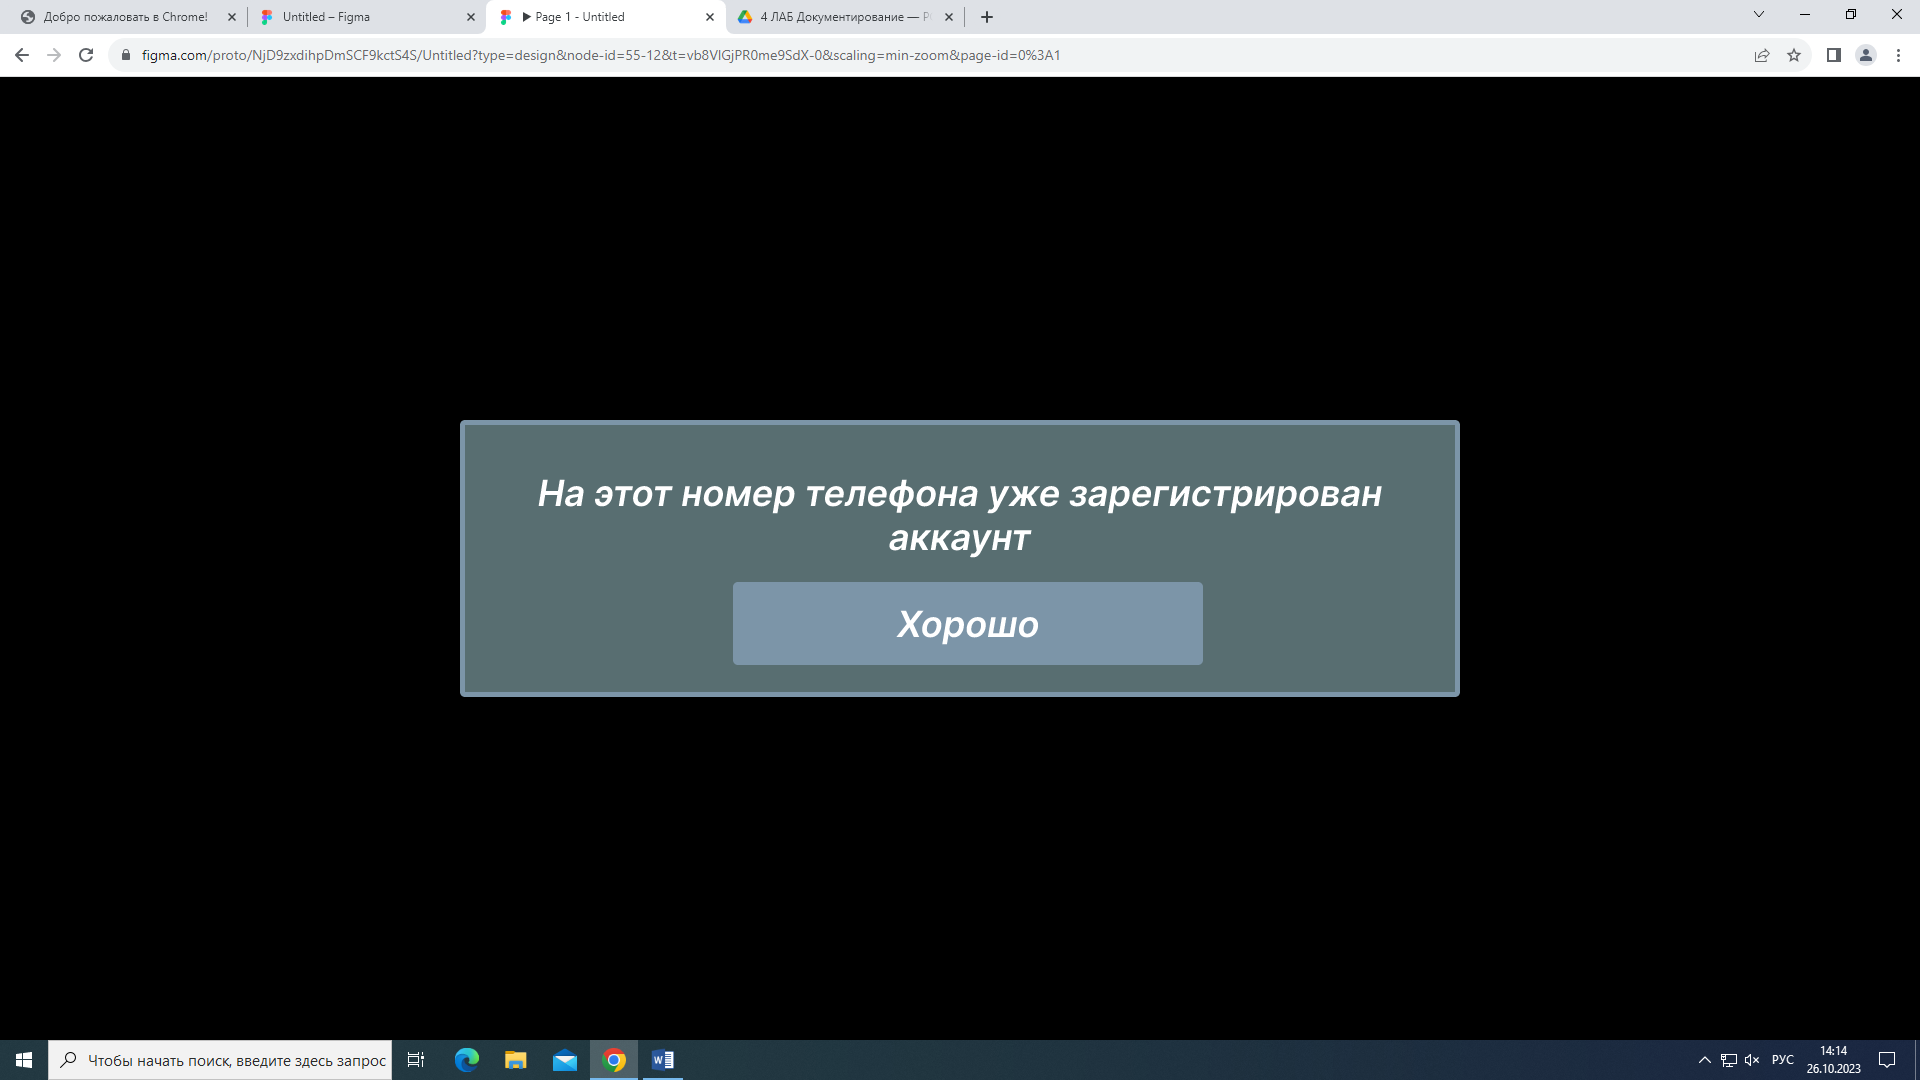 Добро пожаловать в Chrome!
Untitled – Figma
▶ Page 1 - Untitled
4 ЛАБ Документирование —
figma.com/proto/NjD9zxdihpDmSCF9kctS4S/Untitled?type=design&node-id=55-12&t=vb8VlGjPR0me9SdX-0&scaling=min-zoom&page-id=0%3A1
На этот номер телефона уже зарегистрирован
аккаунт
Хорошо
Чтобы начать поиск, введите здесь запрос
РУС
14:14
26.10.2023